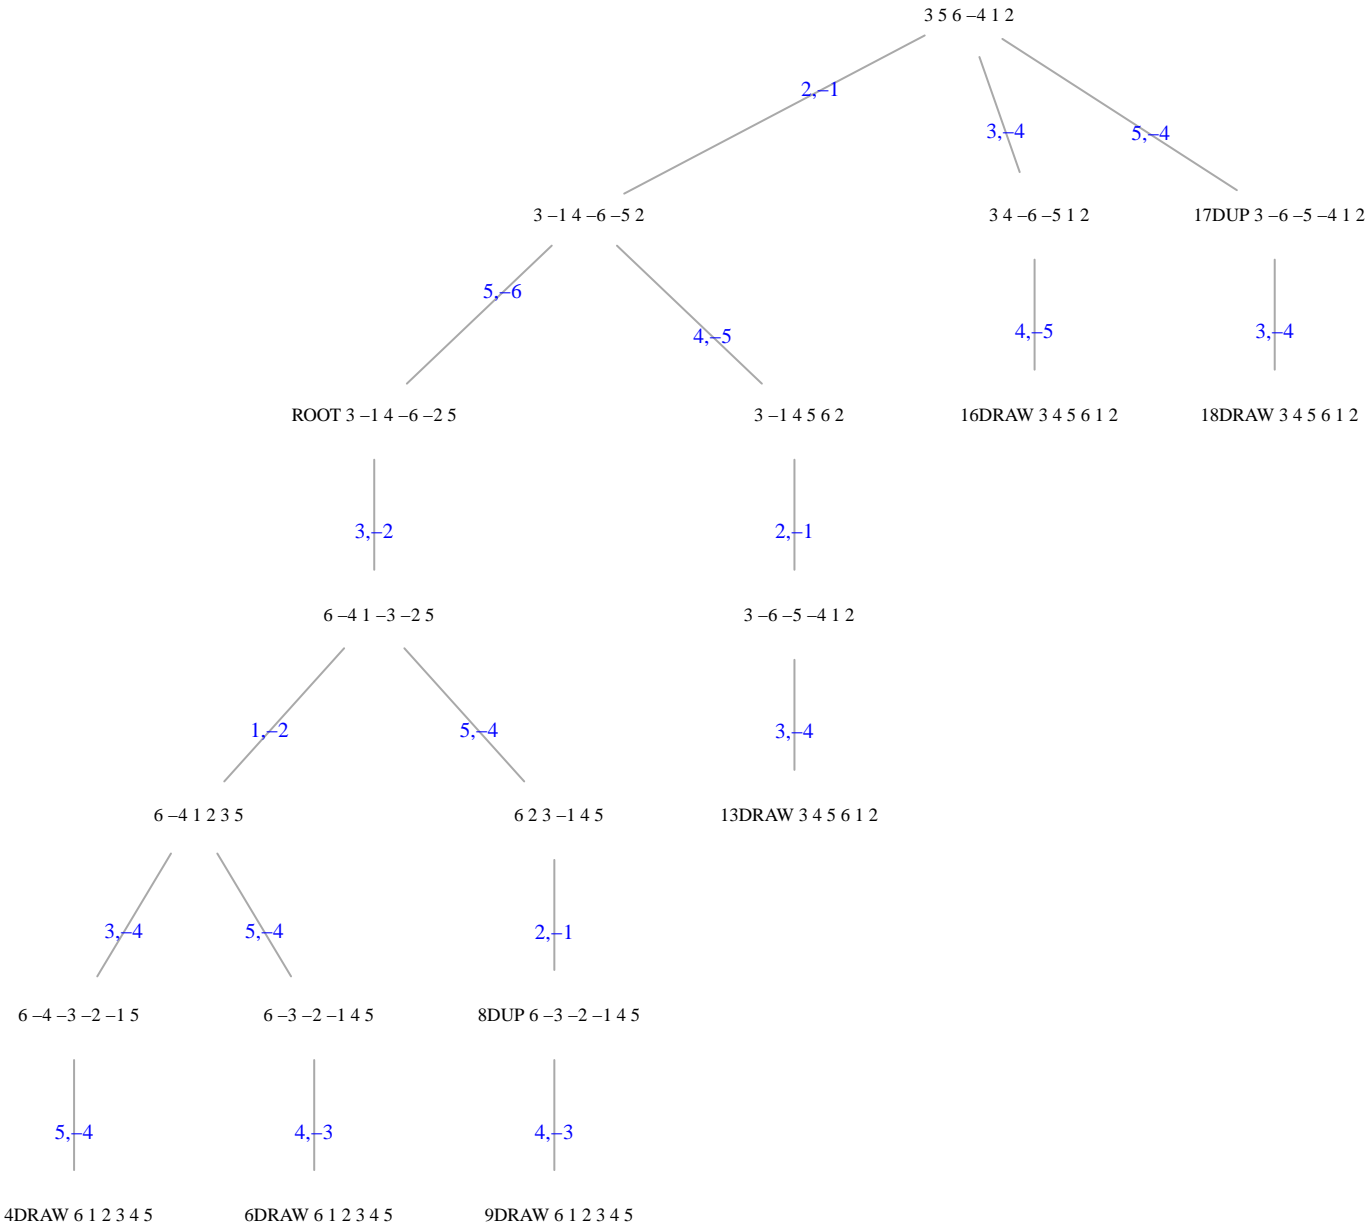 3 5 6 –4 1 2
2,–1
3,–4
5,–4
3 –1 4 –6 –5 2
3 4 –6 –5 1 2
17DUP 3 –6 –5 –4 1 2
5,–6
4,–5
4,–5
3,–4
ROOT 3 –1 4 –6 –2 5
3 –1 4 5 6 2
16DRAW 3 4 5 6 1 2
18DRAW 3 4 5 6 1 2
3,–2
2,–1
6 –4 1 –3 –2 5
3 –6 –5 –4 1 2
1,–2
5,–4
3,–4
6 –4 1 2 3 5
6 2 3 –1 4 5
13DRAW 3 4 5 6 1 2
3,–4
5,–4
2,–1
6 –4 –3 –2 –1 5
6 –3 –2 –1 4 5
8DUP 6 –3 –2 –1 4 5
5,–4
4,–3
4,–3
4DRAW 6 1 2 3 4 5
6DRAW 6 1 2 3 4 5
9DRAW 6 1 2 3 4 5